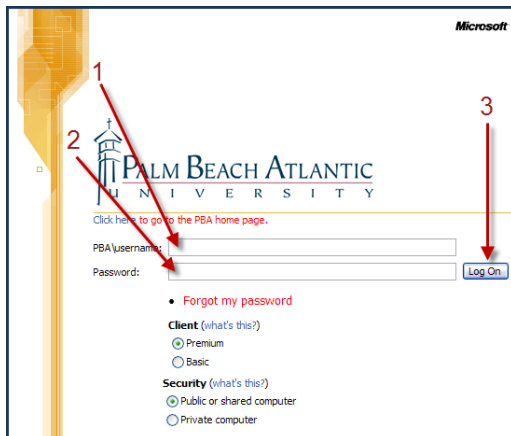 Microsoft
1
2
3
PALM BEACH ATLANTIC
UNIVERSITY
Click here to go to the PBA home page.
PBA\username:
Password:
Log On
• Forgot my password
Client (what's this?)
Premium
Basic
Security (what's this?)
Public or shared computer
Private computer